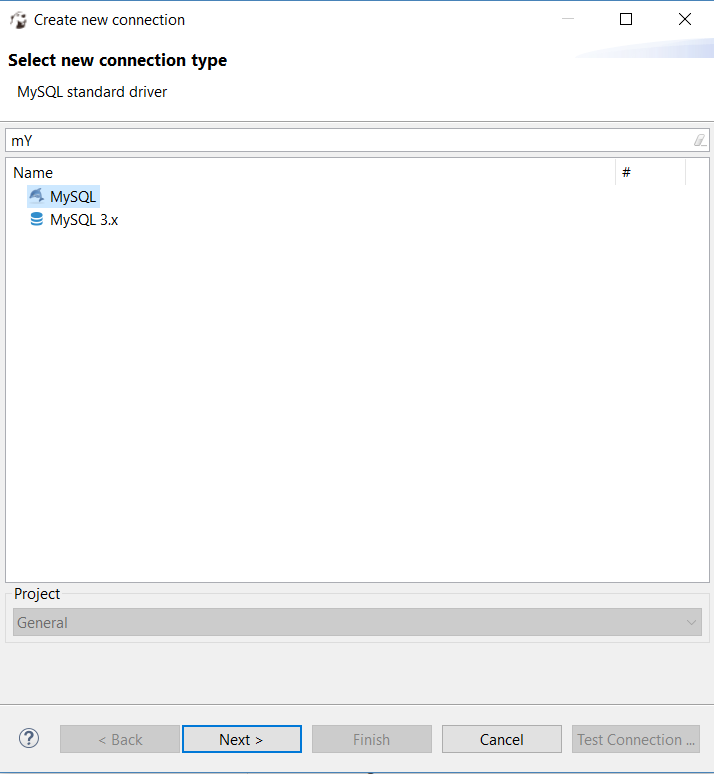 Create new connection
Select new connection type
MySQL standard driver
mY
Name #
MySQL
MySQL 3.x
Project
General
? < Back Next > Finish Cancel Test Connection ...